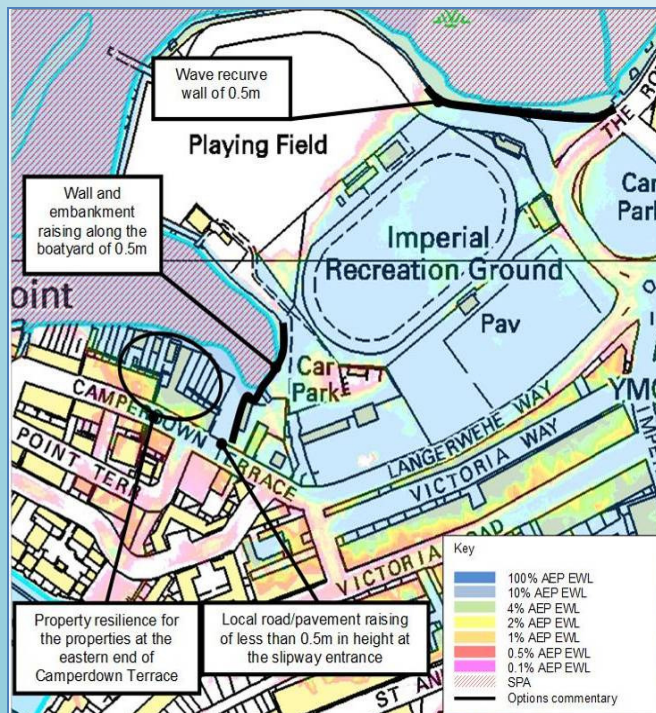 Wave recurve
wall of 0.5m
Playing Field
THE ROY
Wall and
embankment
raising along the
boatyard of 0.5m
Car
Park
Imperial
Recreation Ground
oint
Pav
Car
Park
YMC
CAMPERDOWN TERRACE
LANGERWEHE WAY
VICTORIA WAY
POINT TERR
VICTORIA ROAD
ST AN
Property resilience for
the properties at the
eastern end of
Camperdown Terrace
Local road/pavement raising
of less than 0.5m in height at
the slipway entrance
Key
100% AEP EWL
10% AEP EWL
4% AEP EWL
2% AEP EWL
1% AEP EWL
0.5% AEP EWL
0.1% AEP EWL
SPA
Options commentary